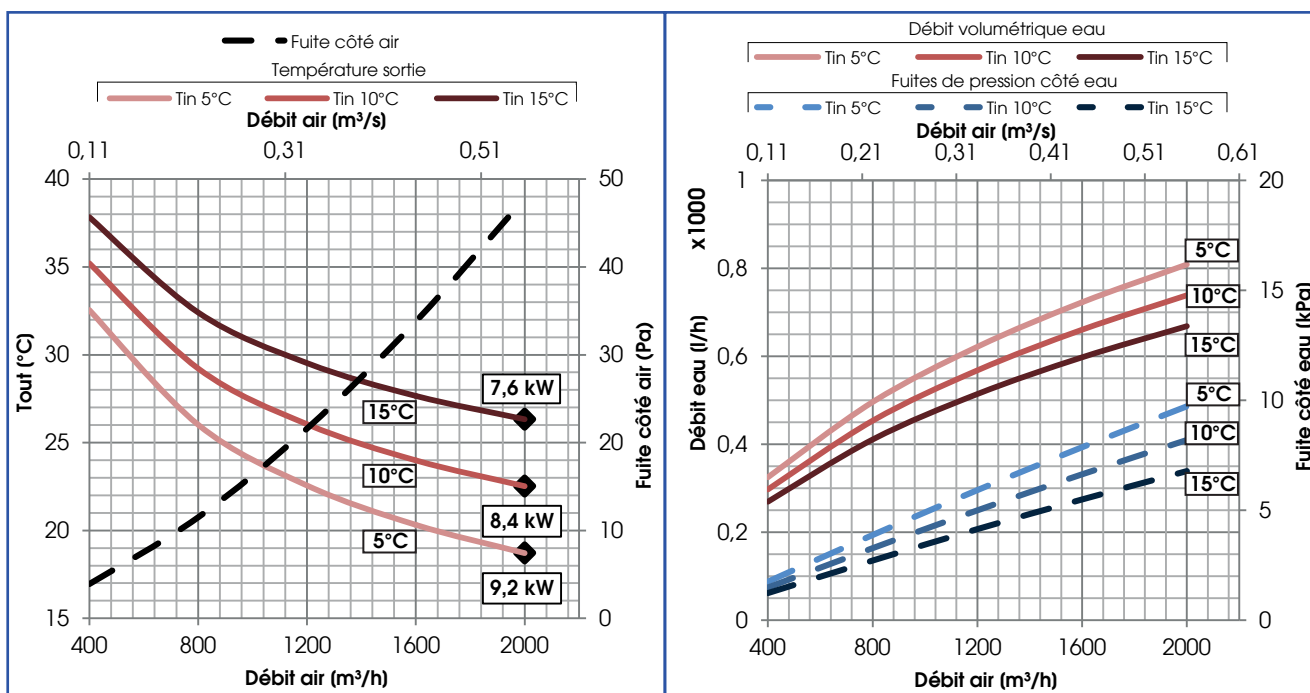 Fuite côté air
Température sortie
Tin 5°C Tin 10°C Tin 15°C
Débit air (m³/s)
0,11 0,31 0,51
40 50
35 40
30 30
25 20
20 10
15 0
Tout (°C)
Fuite côté air (Pa)
7,6 kW
15°C
10°C
8,4 kW
5°C
9,2 kW
400 800 1200 1600 2000
Débit air (m³/h)
Débit volumétrique eau
Tin 5°C Tin 10°C Tin 15°C
Fuites de pression côté eau
Tin 5°C Tin 10°C Tin 15°C
Débit air (m³/s)
0,11 0,21 0,31 0,41 0,51 0,61
1 20
0,8 15
0,6 10
0,4 5
0,2 0
0
x1000
Débit eau (l/h)
Fuite côté eau (kPa)
5°C
10°C
15°C
5°C
10°C
15°C
400 800 1200 1600 2000
Débit air (m³/h)